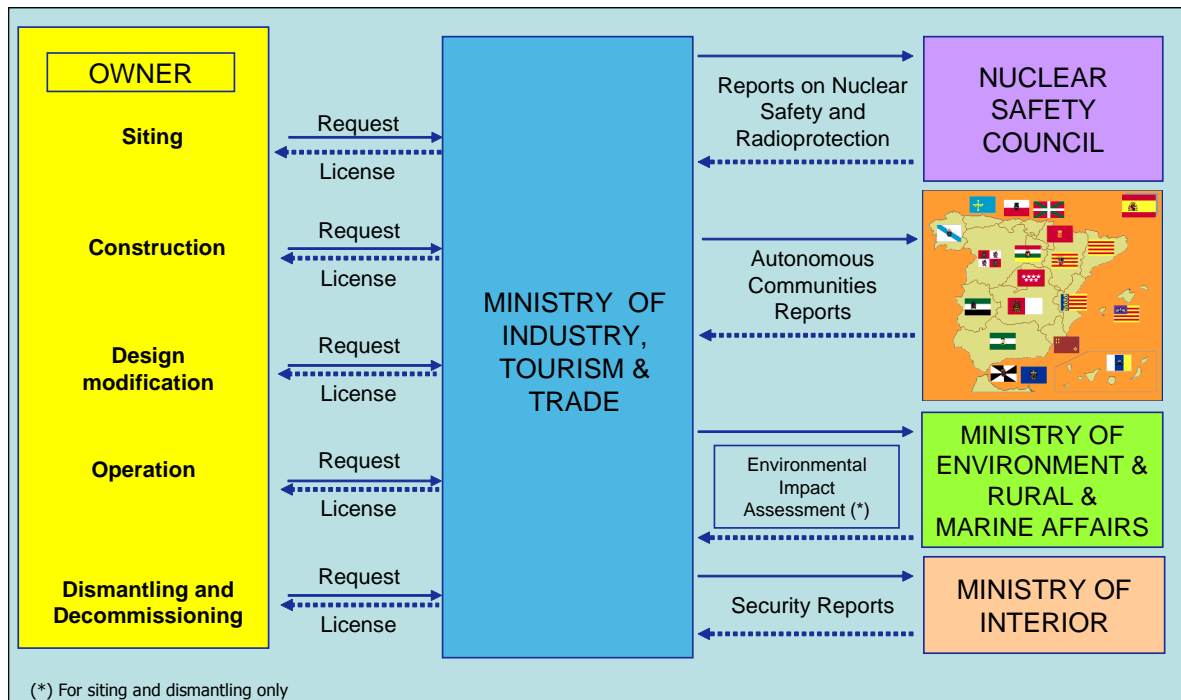 OWNER
Siting
Request
License
Construction
Request
License
Design
modification
Request
License
Operation
Request
License
Dismantling and
Decommissioning
Request
License
MINISTRY OF
INDUSTRY,
TOURISM &
TRADE
Reports on Nuclear
Safety and
Radioprotection
NUCLEAR
SAFETY
COUNCIL
Autonomous
Communities
Reports
Environmental
Impact
Assessment (*)
MINISTRY OF
ENVIRONMENT &
RURAL &
MARINE AFFAIRS
Security Reports
MINISTRY OF
INTERIOR
(*) For siting and dismantling only